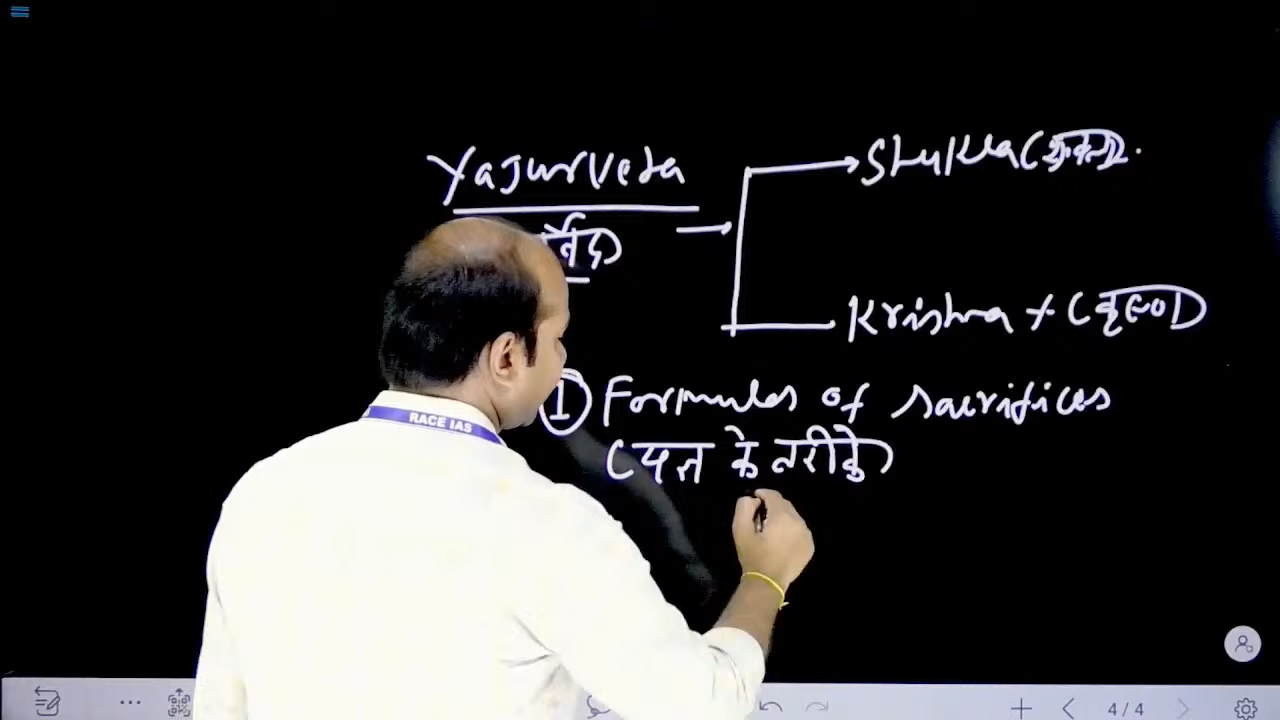 Yajurveda
र्वेद
Shukla (शुक्ल).
Krishna x (कृष्ण)
① Formulas of sacrifices
(यज्ञ के तरीके)
RACE IAS
4/4